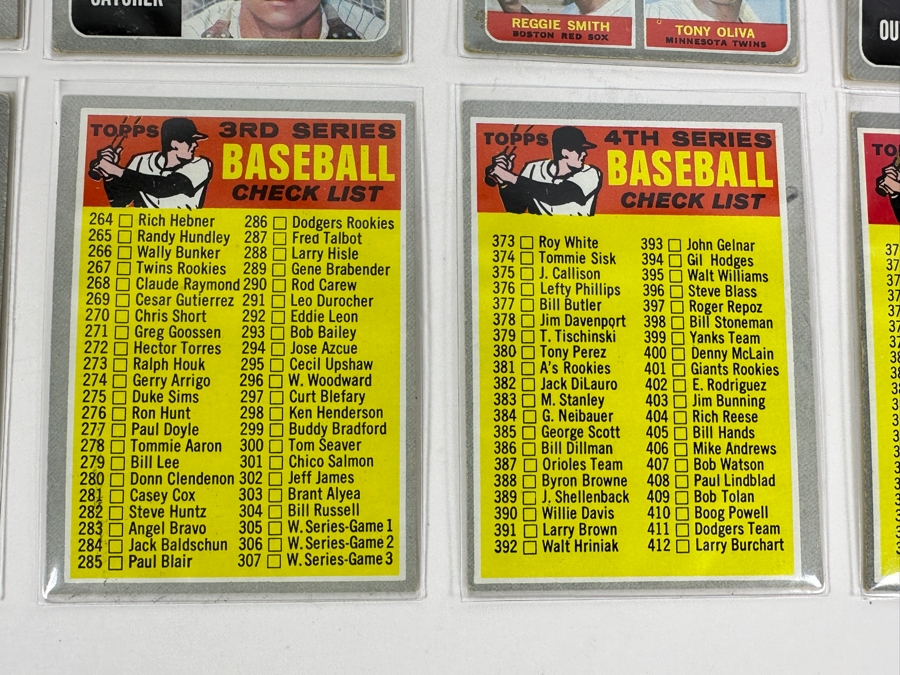 CATCHER
REGGIE SMITH
BOSTON RED SOX
TONY OLIVA
MINNESOTA TWINS
TOPPS 3RD SERIES
BASEBALL
CHECK LIST
264 Rich Hebner
265 Randy Hundley
266 Wally Bunker
267 Twins Rookies
268 Claude Raymond
269 Cesar Gutierrez
270 Chris Short
271 Greg Goossen
272 Hector Torres
273 Ralph Houk
274 Gerry Arrigo
275 Duke Sims
276 Ron Hunt
277 Paul Doyle
278 Tommie Aaron
279 Bill Lee
280 Donn Clendenon
281 Casey Cox
282 Steve Huntz
283 Angel Bravo
284 Jack Baldschun
285 Paul Blair
286 Dodgers Rookies
287 Fred Talbot
288 Larry Hisle
289 Gene Brabender
290 Rod Carew
291 Leo Durocher
292 Eddie Leon
293 Bob Bailey
294 Jose Azcue
295 Cecil Upshaw
296 W. Woodward
297 Curt Blefary
298 Ken Henderson
299 Buddy Bradford
300 Tom Seaver
301 Chico Salmon
302 Jeff James
303 Brant Alyea
304 Bill Russell
305 W. Series-Game 1
306 W. Series-Game 2
307 W. Series-Game 3
TOPPS 4TH SERIES
BASEBALL
CHECK LIST
373 Roy White
374 Tommie Sisk
375 J. Callison
376 Lefty Phillips
377 Bill Butler
378 Jim Davenport
379 T. Tischinski
380 Tony Perez
381 A's Rookies
382 Jack DiLauro
383 M. Stanley
384 G. Neibauer
385 George Scott
386 Bill Dillman
387 Orioles Team
388 Byron Browne
389 J. Shellenback
390 Willie Davis
391 Larry Brown
392 Walt Hriniak
393 John Gelnar
394 Gil Hodges
395 Walt Williams
396 Steve Blass
397 Roger Repoz
398 Bill Stoneman
399 Yanks Team
400 Denny McLain
401 Giants Rookies
402 E. Rodriguez
403 Jim Bunning
404 Rich Reese
405 Bill Hands
406 Mike Andrews
407 Bob Watson
408 Paul Lindblad
409 Bob Tolan
410 Boog Powell
411 Dodgers Team
412 Larry Burchart